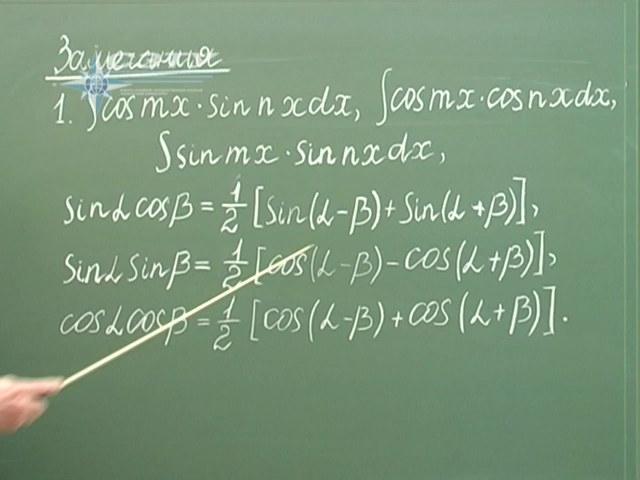 Замечания
1. ∫cos mx · sin nx dx, ∫cos mx · cos nx dx,
∫sin mx · sin nx dx,
sin α cos β = 1/2 [sin(α - β) + sin(α + β)],
sin α sin β = 1/2 [cos(α - β) - cos(α + β)],
cos α cos β = 1/2 [cos(α - β) + cos(α + β)].